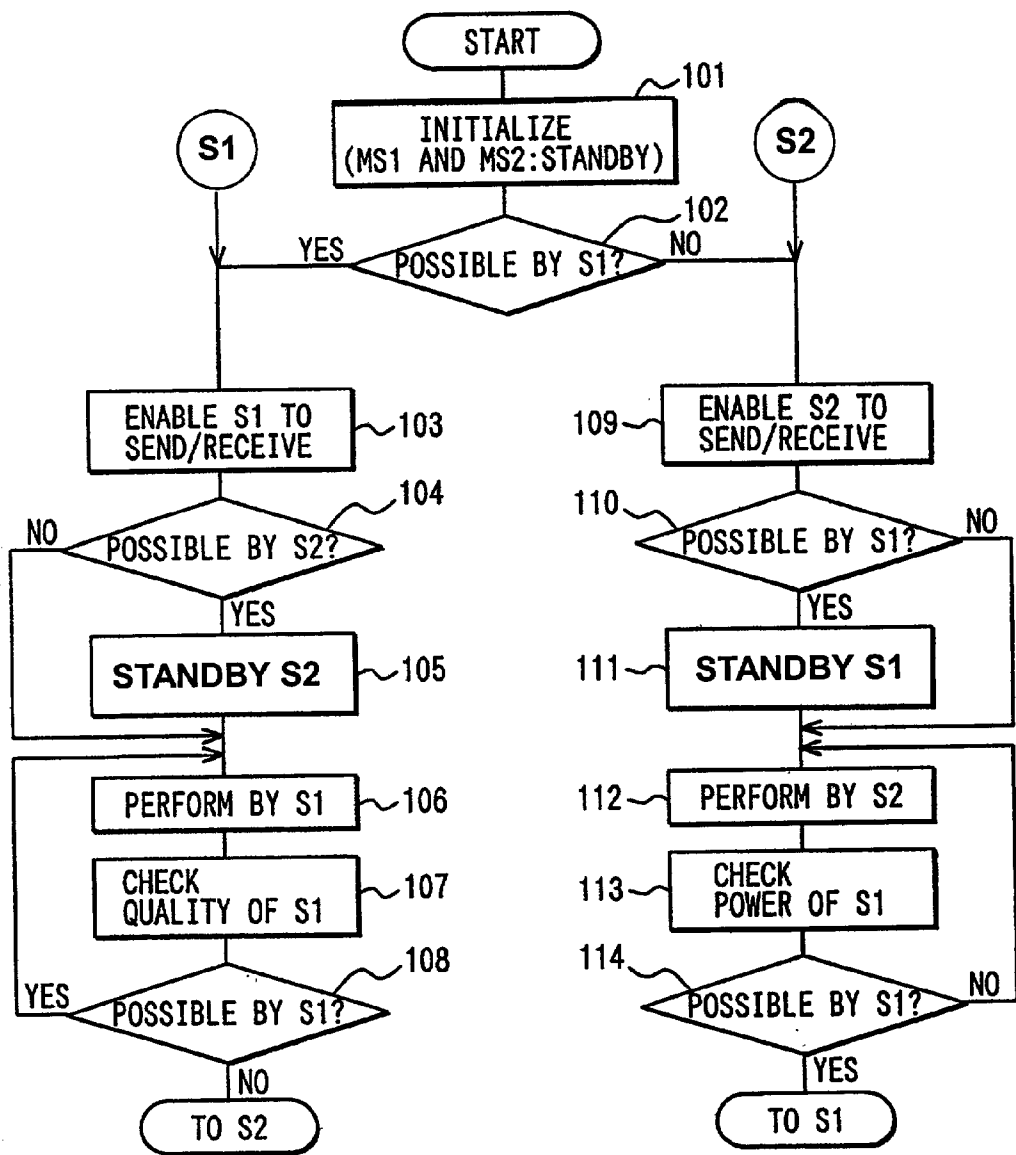 START
101
INITIALIZE
(MS1 AND MS2:STANDBY)
S1
S2
102
YES
POSSIBLE BY S1?
NO
ENABLE S1 TO
SEND/RECEIVE
103
104
NO
POSSIBLE BY S2?
YES
STANDBY S2
105
PERFORM BY S1
106
CHECK
QUALITY OF S1
107
108
YES
POSSIBLE BY S1?
NO
TO S2
109
ENABLE S2 TO
SEND/RECEIVE
110
POSSIBLE BY S1?
NO
YES
111
STANDBY S1
112
PERFORM BY S2
113
CHECK
POWER OF S1
114
POSSIBLE BY S1?
NO
YES
TO S1